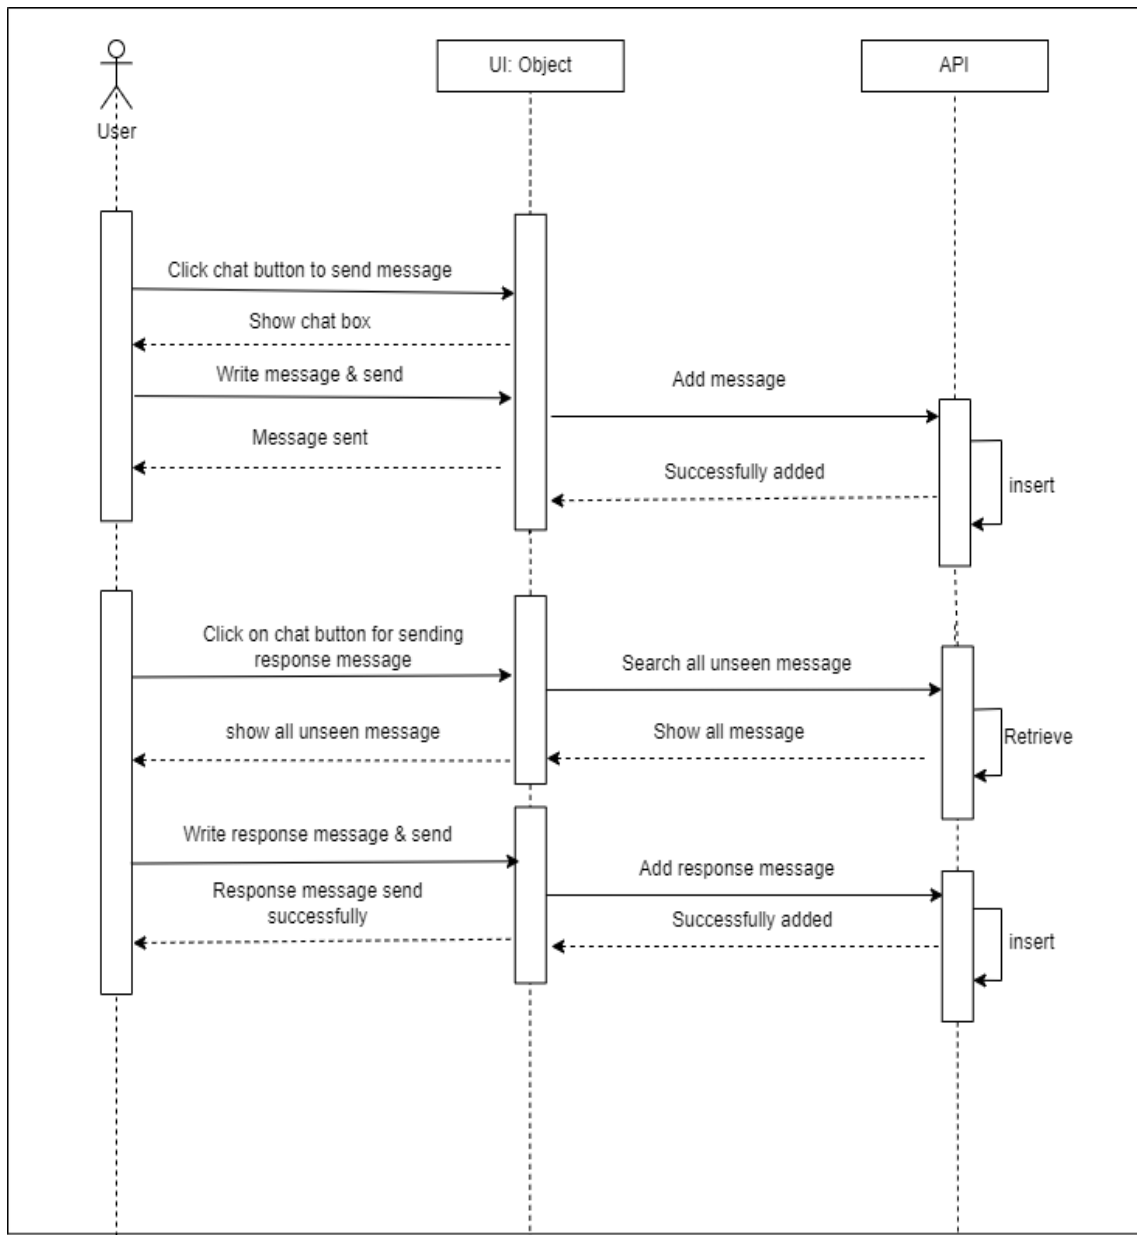 User
UI: Object
API
Click chat button to send message
Show chat box
Write message & send
Add message
Message sent
Successfully added
insert
Click on chat button for sending
response message
Search all unseen message
show all unseen message
Show all message
Retrieve
Write response message & send
Add response message
Response message send
successfully
Successfully added
insert